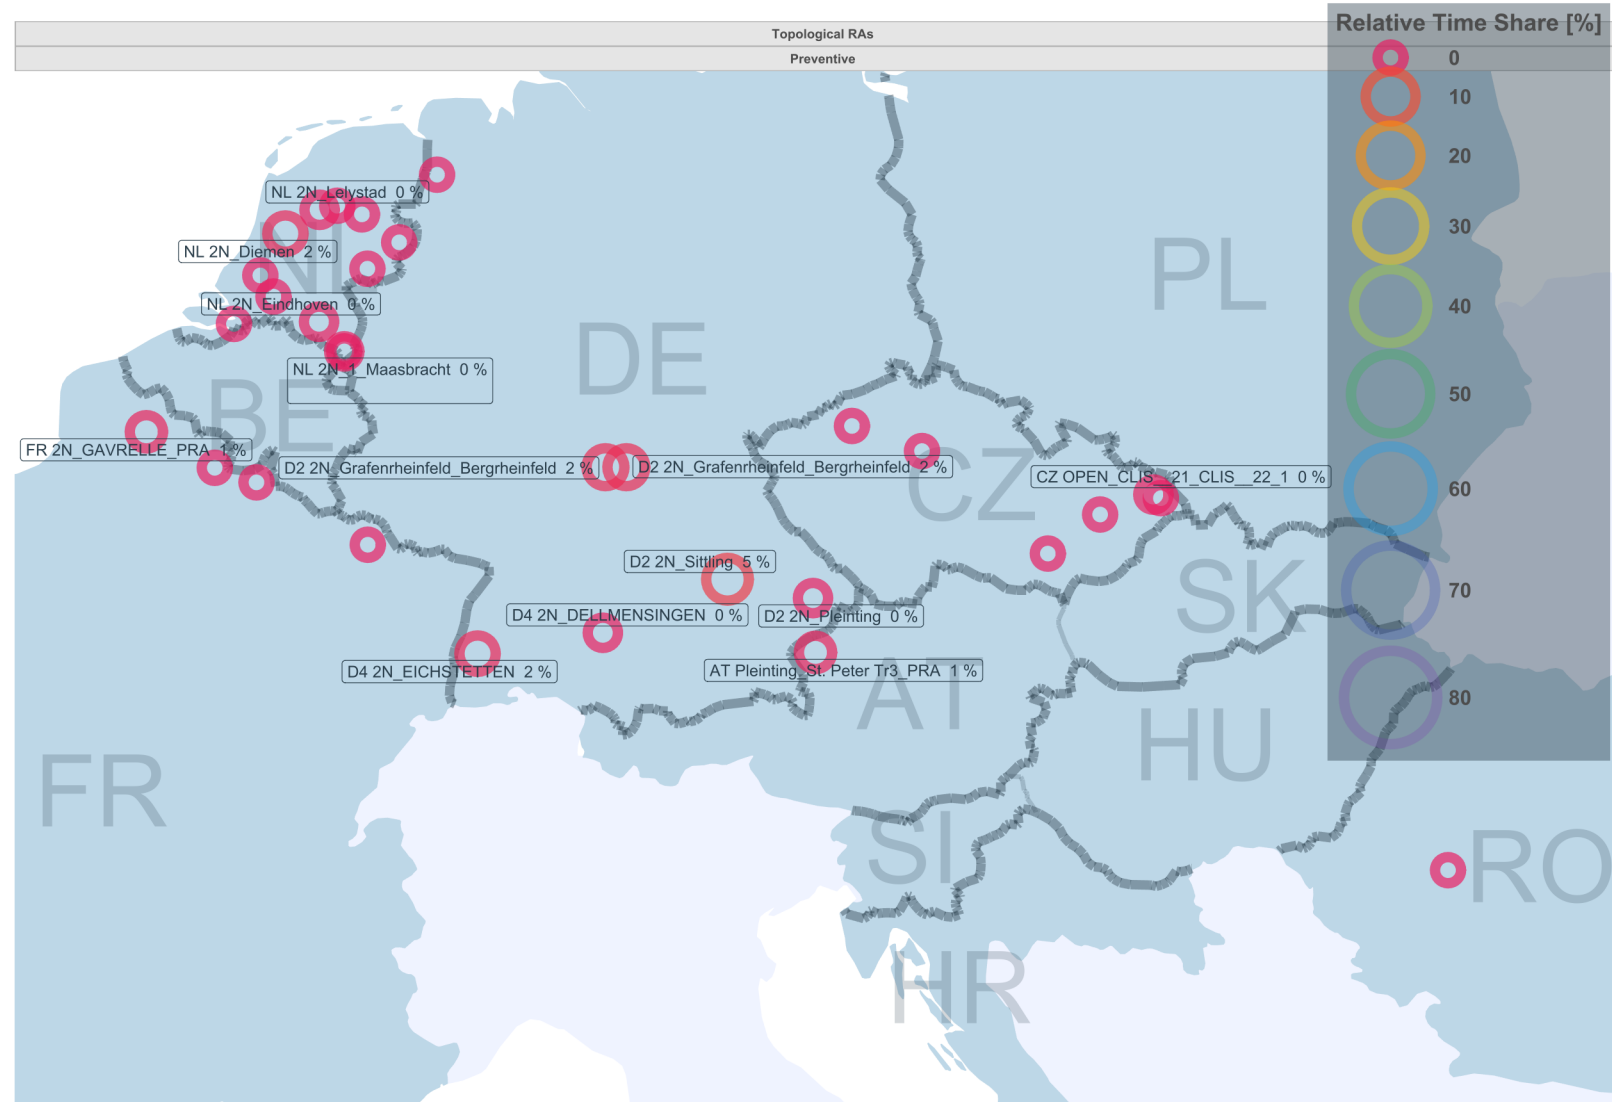 Relative Time Share [%]
Topological RAs
Preventive
0
10
20
30
40
50
60
70
80
NL 2N_Lelystad 0 %
NL
NL 2N_Diemen 2 %
PL
NL 2N_Eindhoven 0 %
DE
NL 2N_1_Maasbracht 0 %
BE
FR 2N_GAVRELLE_PRA 1 %
D2 2N_Grafenrheinfeld_Bergrheinfeld 2 %
D2 2N_Grafenrheinfeld_Bergrheinfeld 2 %
CZ OPEN_CLIS__21_CLIS__22_1 0 %
CZ
D2 2N_Sittling 5 %
SK
D4 2N_DELLMENSINGEN 0 %
D2 2N_Pleinting 0 %
D4 2N_EICHSTETTEN 2 %
AT Pleinting_St. Peter Tr3_PRA 1 %
AT
HU
FR
SI
RO
HR